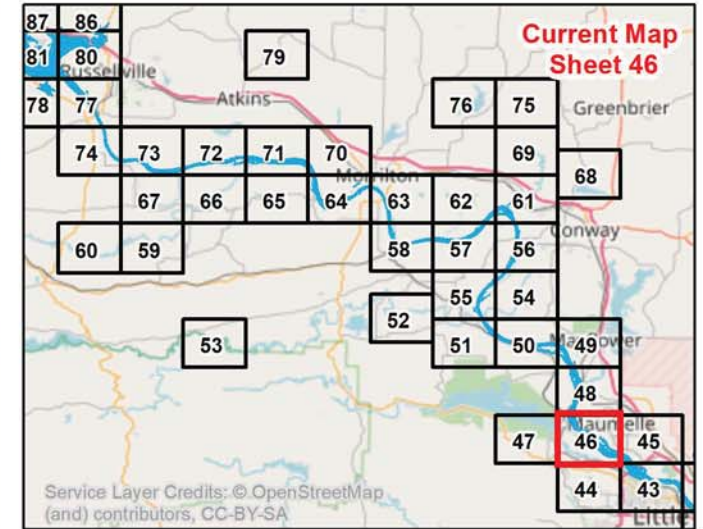 87 86
Current Map
Sheet 46
81 80
Russellville
79
78 77
Atkins
76 75
Greenbrier
74 73 72 71 70
69
Morrilton
68
67 66 65 64 63 62 61
Conway
60 59
58 57 56
55 54
52
53
51 50 49
48
Maumelle
47 46 45
44 43
Little
Service Layer Credits: © OpenStreetMap
(and) contributors, CC-BY-SA